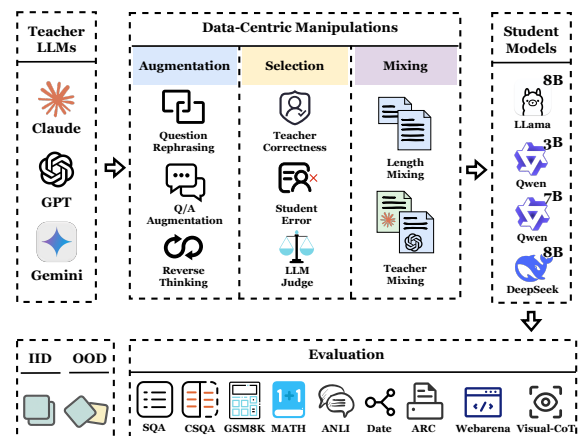 Teacher
LLMs
Claude
GPT
Gemini
Data-Centric Manipulations
Augmentation
Question
Rephrasing
Q/A
Augmentation
Reverse
Thinking
Selection
Teacher
Correctness
Student
Error
LLM
Judge
Mixing
Length
Mixing
Teacher
Mixing
Student
Models
8B
LLama
3B
Qwen
7B
Qwen
8B
DeepSeek
IID OOD
Evaluation
1+1
SQA CSQA GSM8K MATH ANLI Date ARC Webarena Visual-CoT